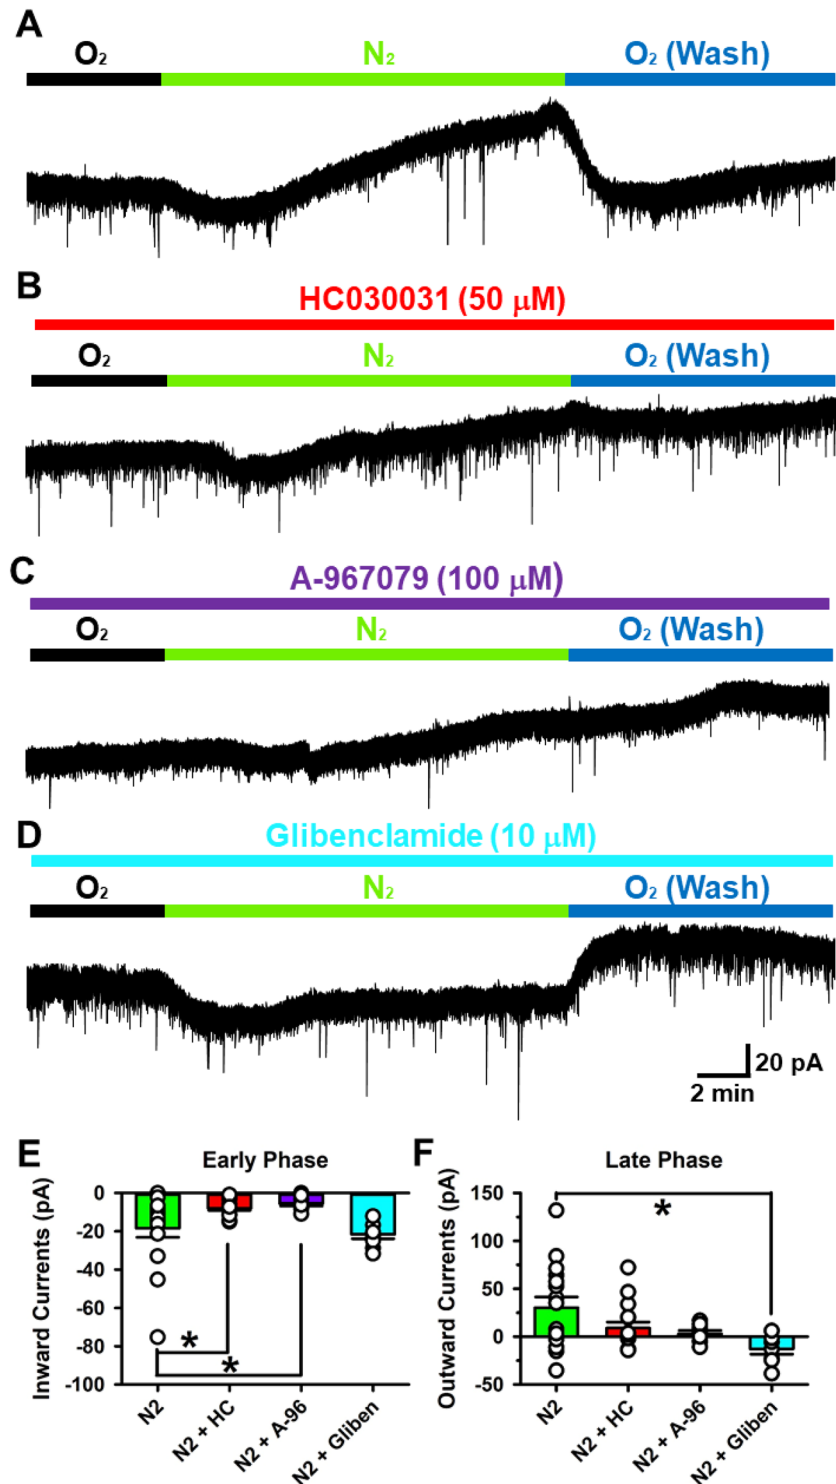 A
O₂ N₂ O₂ (Wash)
B
HC030031 (50 μM)
O₂ N₂ O₂ (Wash)
C
A-967079 (100 μM)
O₂ N₂ O₂ (Wash)
D
Glibenclamide (10 μM)
O₂ N₂ O₂ (Wash)
20 pA
2 min
E
Early Phase
Inward Currents (pA)
0
-20
-40
-60
-80
-100
*
*
N2
N2 + HC
N2 + A-96
N2 + Gliben
F
Late Phase
Outward Currents (pA)
150
100
50
0
-50
*
N2
N2 + HC
N2 + A-96
N2 + Gliben